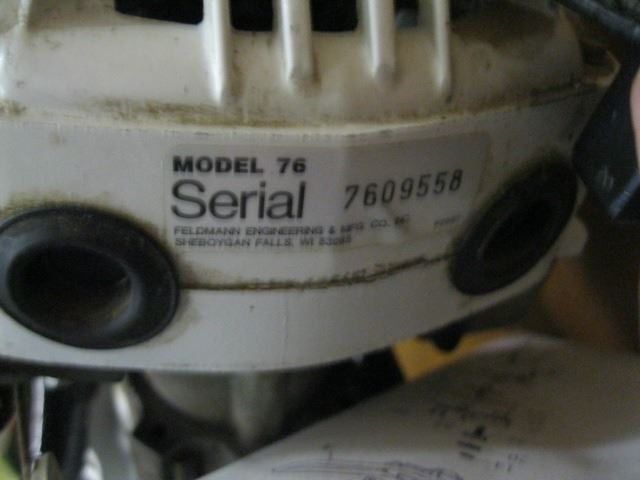 MODEL 76
Serial 7609558
FELDMANN ENGINEERING & MFG. CO., INC.
SHEBOYGAN FALLS, WI 53085